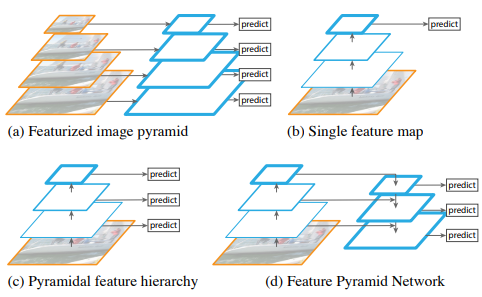 predict
predict
predict
predict
(a) Featurized image pyramid
predict
(b) Single feature map
predict
predict
predict
(c) Pyramidal feature hierarchy
predict
predict
predict
(d) Feature Pyramid Network